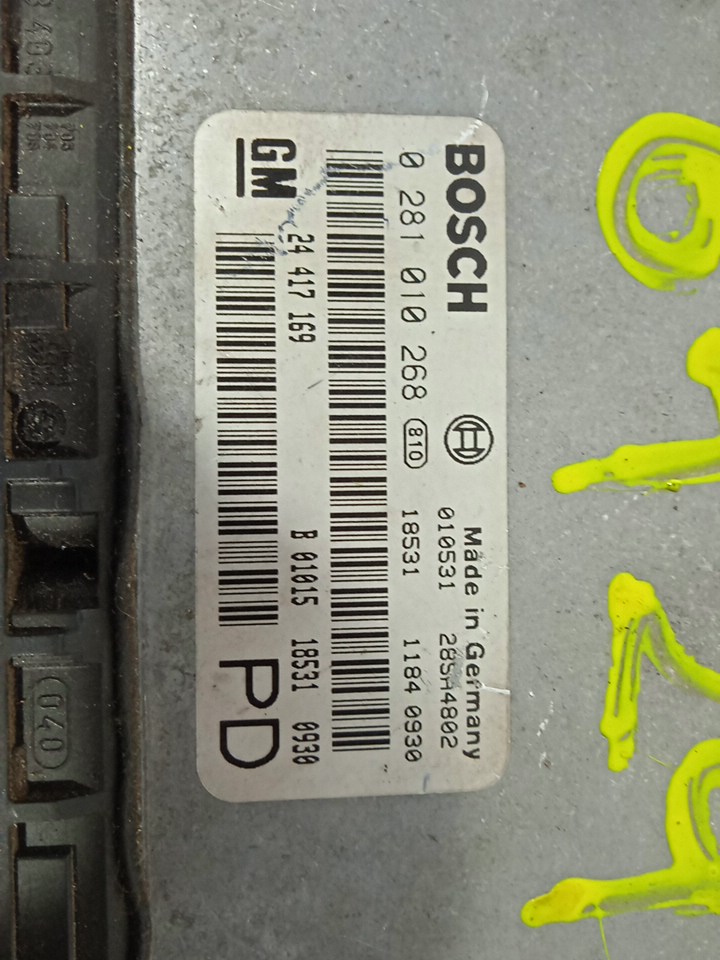 BOSCH
Made in Germany
010531 28SA4802
0 281 010 268 810 18531 1184 0930
GM
24 417 169 B 01015 18531 0930
PD
040